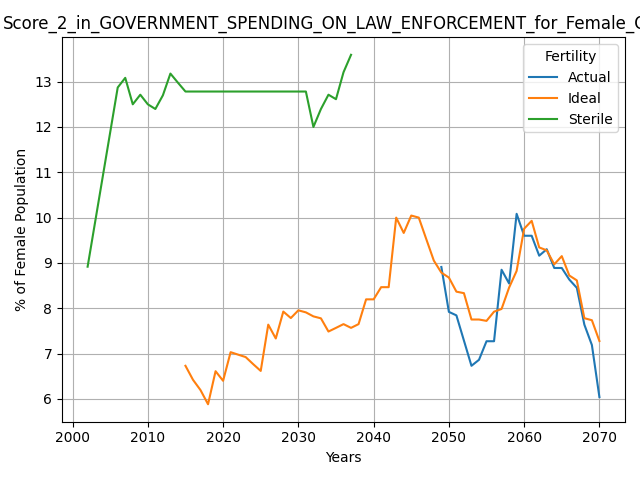 Score_2_in_GOVERNMENT_SPENDING_ON_LAW_ENFORCEMENT_for_Female_
Fertility
Actual
Ideal
Sterile
% of Female Population
13
12
11
10
9
8
7
6
2000 2010 2020 2030 2040 2050 2060 2070
Years